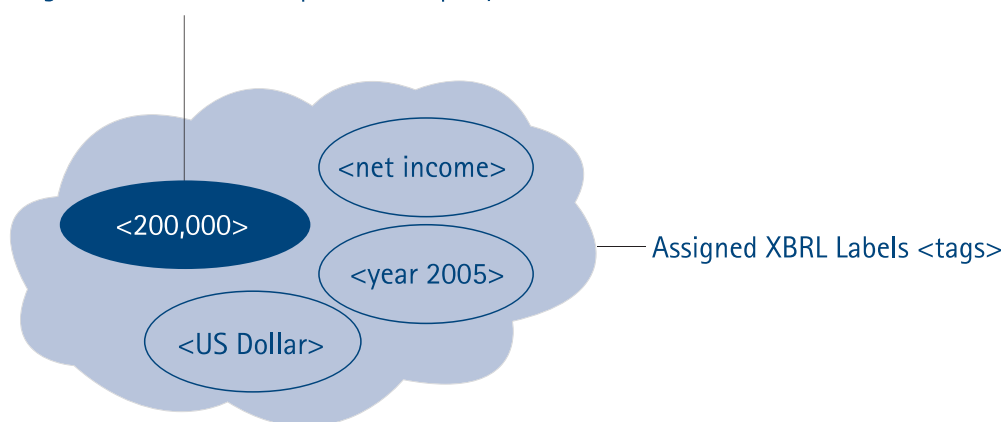 <net income>
<200,000>
Assigned XBRL Labels <tags>
<year 2005>
<US Dollar>